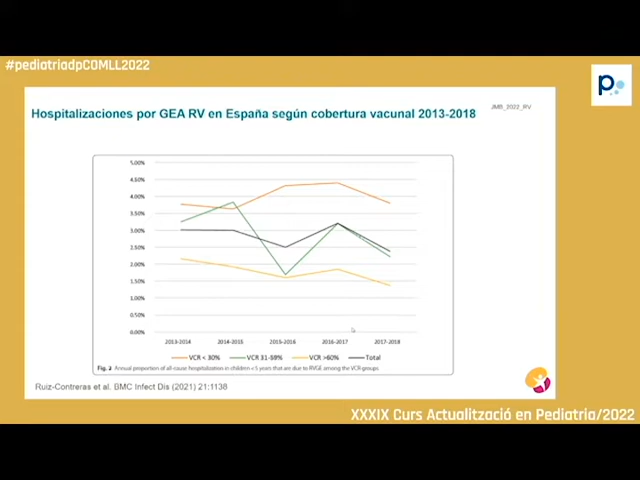 #pediatriadpCOMLL2022
p
Hospitalizaciones por GEA RV en España según cobertura vacunal 2013-2018
JMB_2022_RV
5.00%
4.50%
4.00%
3.50%
3.00%
2.50%
2.00%
1.50%
1.00%
0.50%
0.00%
2013-2014 2014-2015 2015-2016 2016-2017 2017-2018
VCR < 30% VCR 31-59% VCR >60% Total
Fig. 2 Annual proportion of all-cause hospitalization in children <5 years that are due to RVGE among the VCR-groups
Ruiz-Contreras et al. BMC Infect Dis (2021) 21:1138
XXXIX Curs Actualització en Pediatria/2022